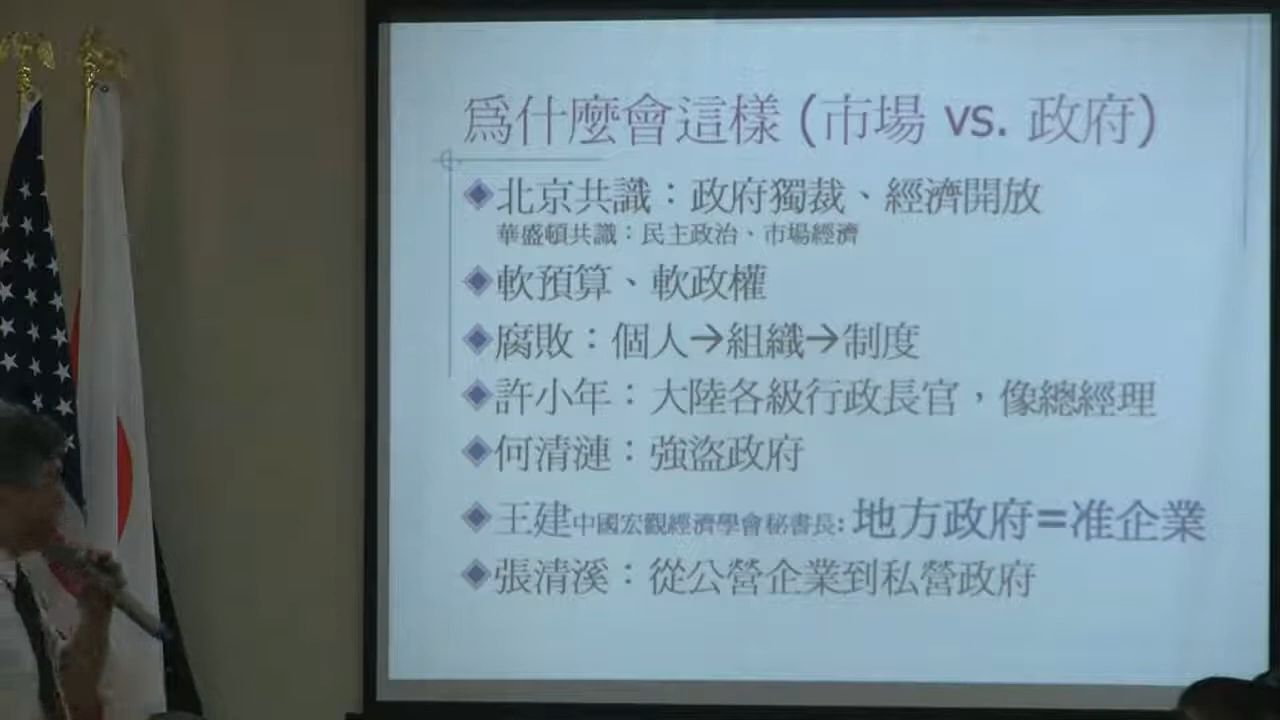 為什麼會這樣 (市場 vs. 政府)
北京共識：政府獨裁、經濟開放
華盛頓共識：民主政治、市場經濟
軟預算、軟政權
腐敗：個人→組織→制度
許小年：大陸各級行政長官，像總經理
何清漣：強盜政府
王建中國宏觀經濟學會秘書長: 地方政府=准企業
張清溪：從公營企業到私營政府